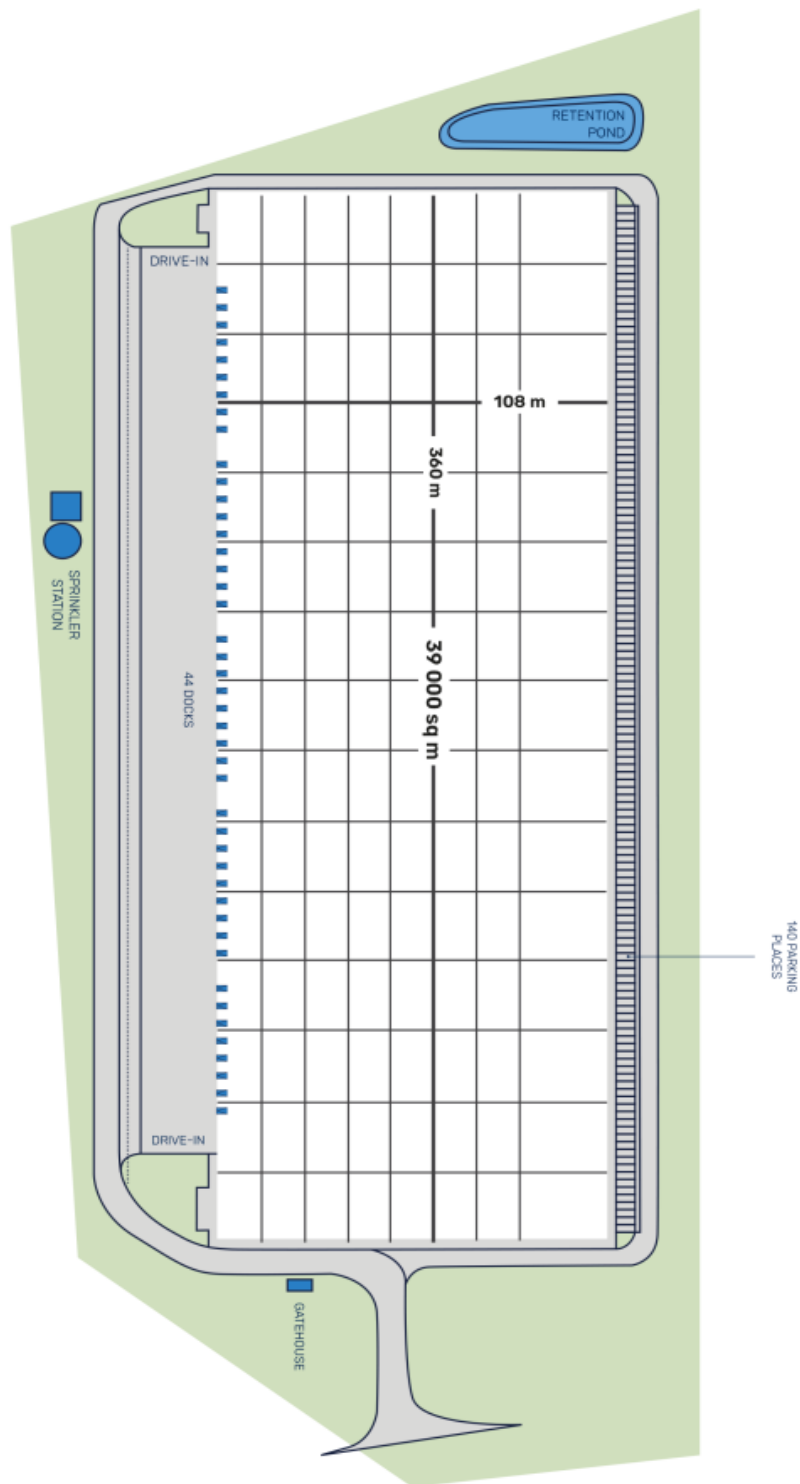 RETENTION
POND
DRIVE-IN
108 m
360 m
SPRINKLER
STATION
39 000 sq m
44 DOCKS
140 PARKING
PLACES
DRIVE-IN
GATEHOUSE